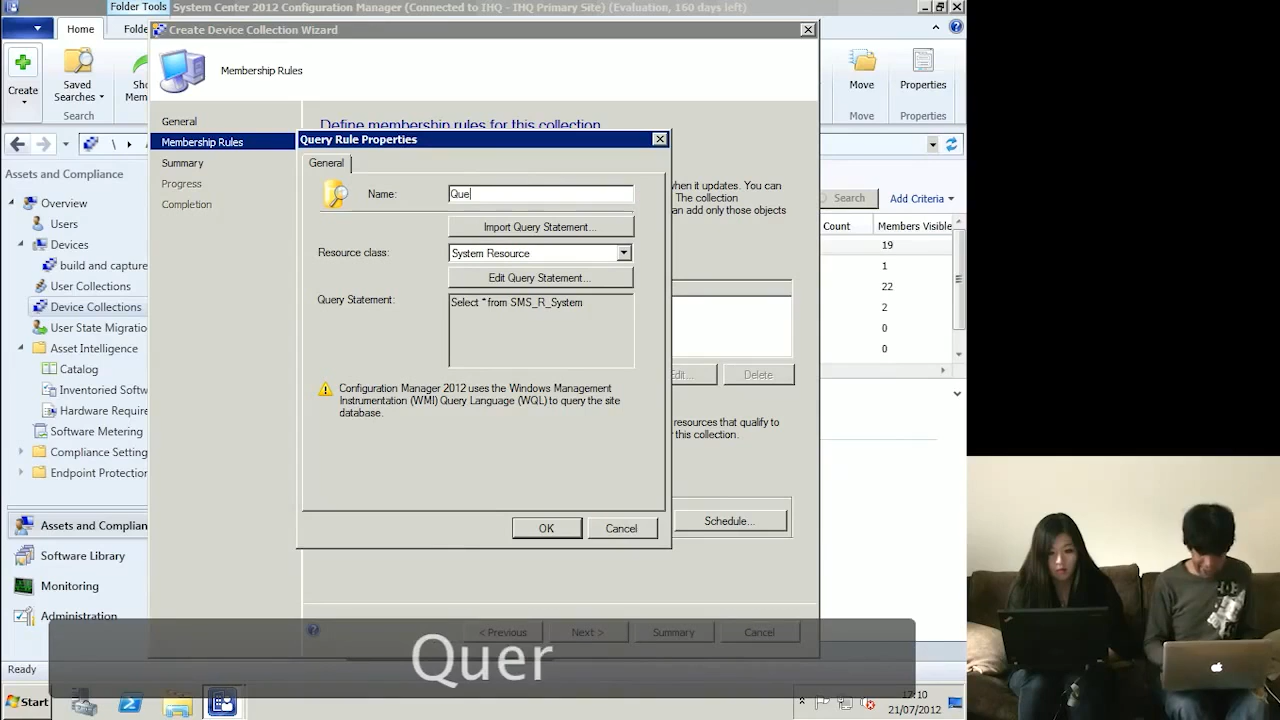 Folder Tools
System Center 2012 Configuration Manager (Connected to IHQ - IHQ Primary Site) (Evaluation, 160 days left)
Home
Folde
Create Device Collection Wizard
Membership Rules
Create
Saved
Searches
Sho
Mem
Search
Move
Properties
Move
Properties
General
Membership Rules
Summary
Progress
Completion
Define membership rules for this collection
\
Assets and Compliance
Overview
Users
Devices
build and capture
User Collections
Device Collections
User State Migratio
Asset Intelligence
Catalog
Inventoried Softw
Hardware Require
Software Metering
Compliance Setting
Endpoint Protection
Assets and Complian
Software Library
Monitoring
Administration
Ready
Query Rule Properties
General
Name:
Que
Import Query Statement...
Resource class:
System Resource
Edit Query Statement...
Query Statement:
Select * from SMS_R_System
Configuration Manager 2012 uses the Windows Management
Instrumentation (WMI) Query Language (WQL) to query the site
database.
OK
Cancel
when it updates. You can
The collection
an add only those objects
Edit...
Delete
resources that qualify to
this collection.
Schedule...
Search
Add Criteria
Count
Members Visible
19
1
22
2
0
0
< Previous
Next >
Summary
Cancel
Quer
Start
17:10
21/07/2012